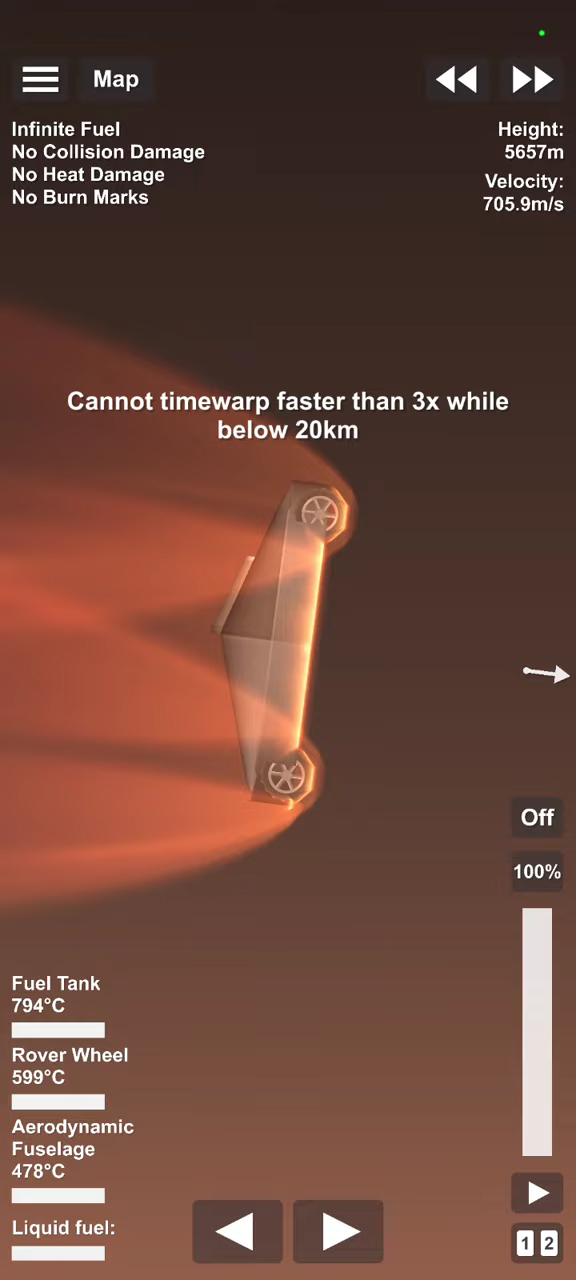 Map
Infinite Fuel
No Collision Damage
No Heat Damage
No Burn Marks
Height:
5657m
Velocity:
705.9m/s
Cannot timewarp faster than 3x while
below 20km
Off
100%
Fuel Tank
794°C
Rover Wheel
599°C
Aerodynamic
Fuselage
478°C
Liquid fuel:
1 2